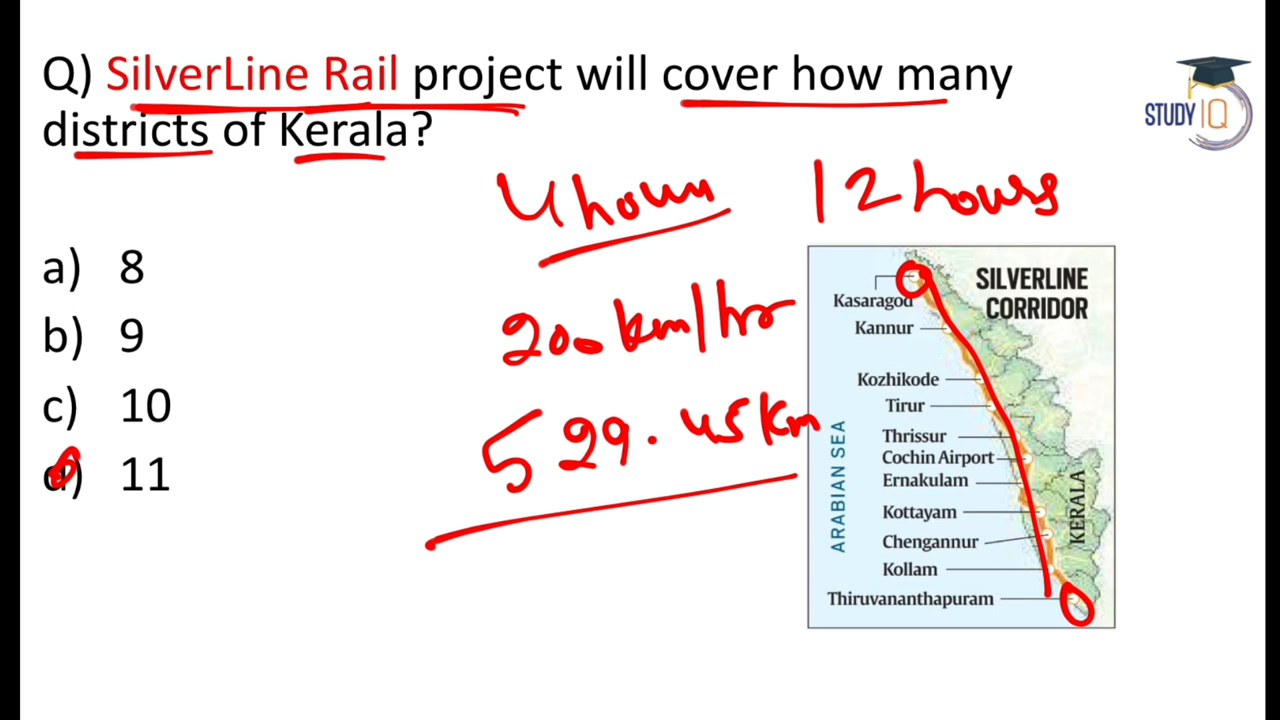 Q) SilverLine Rail project will cover how many
districts of Kerala?
STUDY IQ
4 hours 12 hours
a) 8
b) 9
c) 10
d) 11
200 km/hr
529.45 km
SILVERLINE
CORRIDOR
Kasaragod
Kannur
Kozhikode
Tirur
Thrissur
Cochin Airport
Ernakulam
Kottayam
Chengannur
Kollam
Thiruvananthapuram
ARABIAN SEA
KERALA